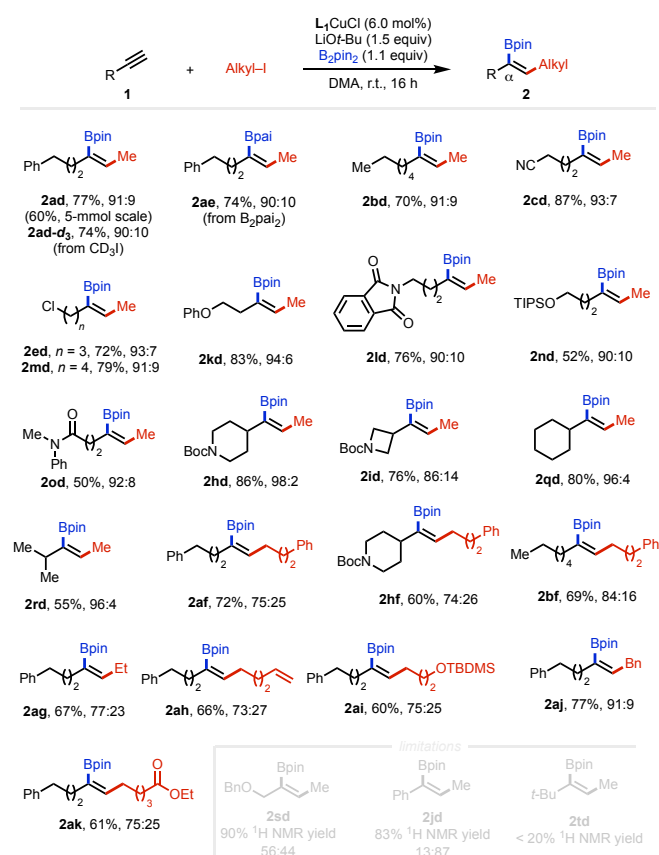 L₁CuCl (6.0 mol%)
LiOt-Bu (1.5 equiv)
B₂pin₂ (1.1 equiv)
DMA, r.t., 16 h
R
1
+
Alkyl–I
Bpin
R
α
Alkyl
2
Bpin
Ph
( )₂
Me
2ad, 77%, 91:9
(60%, 5-mmol scale)
2ad-d₃, 74%, 90:10
(from CD₃I)
Bpai
Ph
( )₂
Me
2ae, 74%, 90:10
(from B₂pai₂)
Bpin
Me
( )₄
Me
2bd, 70%, 91:9
Bpin
NC
( )₂
Me
2cd, 87%, 93:7
Bpin
Cl
( )n
Me
2ed, n = 3, 72%, 93:7
2md, n = 4, 79%, 91:9
Bpin
PhO
Me
2kd, 83%, 94:6
O
N
O
( )₂
Bpin
Me
2ld, 76%, 90:10
Bpin
TIPSO
( )₂
Me
2nd, 52%, 90:10
O
Bpin
Me
N
Ph
( )₂
Me
2od, 50%, 92:8
Bpin
Me
BocN
2hd, 86%, 98:2
Bpin
Me
BocN
2id, 76%, 86:14
Bpin
Me
2qd, 80%, 96:4
Bpin
Me
Me
Me
2rd, 55%, 96:4
Bpin
Ph
( )₂
( )₂
Ph
2af, 72%, 75:25
Bpin
BocN
( )₂
Ph
2hf, 60%, 74:26
Bpin
Me
( )₄
( )₂
Ph
2bf, 69%, 84:16
Bpin
Ph
( )₂
Et
2ag, 67%, 77:23
Bpin
Ph
( )₂
( )₂
2ah, 66%, 73:27
Bpin
Ph
( )₂
( )₂
OTBDMS
2ai, 60%, 75:25
Bpin
Ph
( )₂
Bn
2aj, 77%, 91:9
Bpin
Ph
( )₂
( )₃
O
OEt
2ak, 61%, 75:25
limitations
Bpin
BnO
Me
2sd
90% ¹H NMR yield
56:44
Bpin
Ph
Me
2jd
83% ¹H NMR yield
13:87
Bpin
t-Bu
Me
2td
< 20% ¹H NMR yield